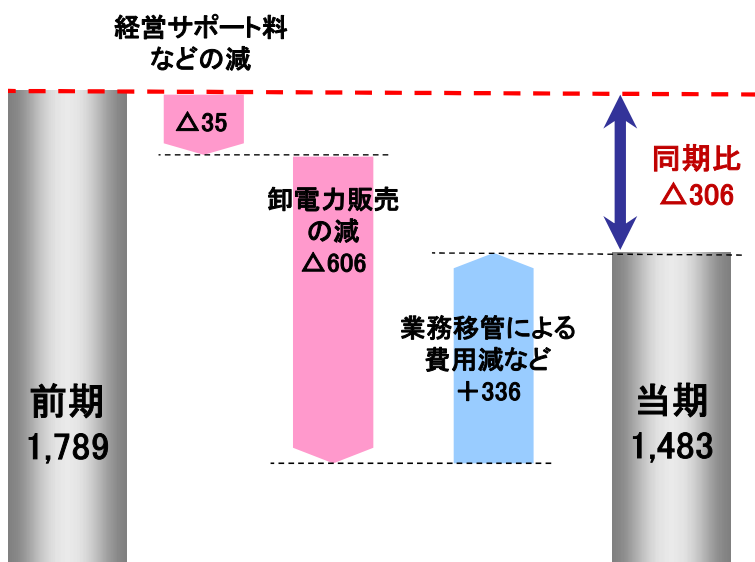 経営サポート料
などの減
△35
卸電力販売
の減
△606
業務移管による
費用減など
＋336
同期比
△306
前期
1,789
当期
1,483